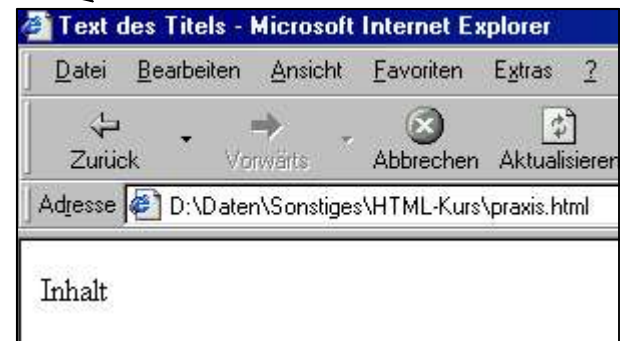 Text des Titels - Microsoft Internet Explorer
Datei Bearbeiten Ansicht Favoriten Extras ?
Zurück Vorwärts Abbrechen Aktualisieren
Adresse D:\Daten\Sonstiges\HTML-Kurs\praxis.html
Inhalt